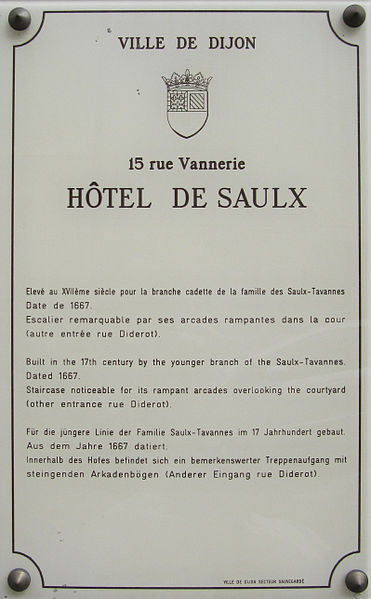 VILLE DE DIJON
15 rue Vannerie
HÔTEL DE SAULX
Elevé au XVIIème siècle pour la branche cadette de la famille des Saulx-Tavannes
Date de 1667.
Escalier remarquable par ses arcades rampantes dans la cour
(autre entrée rue Diderot).
Built in the 17th century by the younger branch of the Saulx-Tavannes.
Dated 1667.
Staircase noticeable for its rampant arcades overlooking the courtyard
(other entrance rue Diderot).
Für die jüngere Linie der Familie Saulx-Tavannes im 17 Jahrhundert gebaut.
Aus dem Jahre 1667 datiert.
Innerhalb des Hofes befindet sich ein bemerkenswerter Treppenaufgang mit
steingenden Arkadenbögen (Anderer Eingang rue Diderot).
VILLE DE DIJON SECTEUR SAUVEGARDÉ